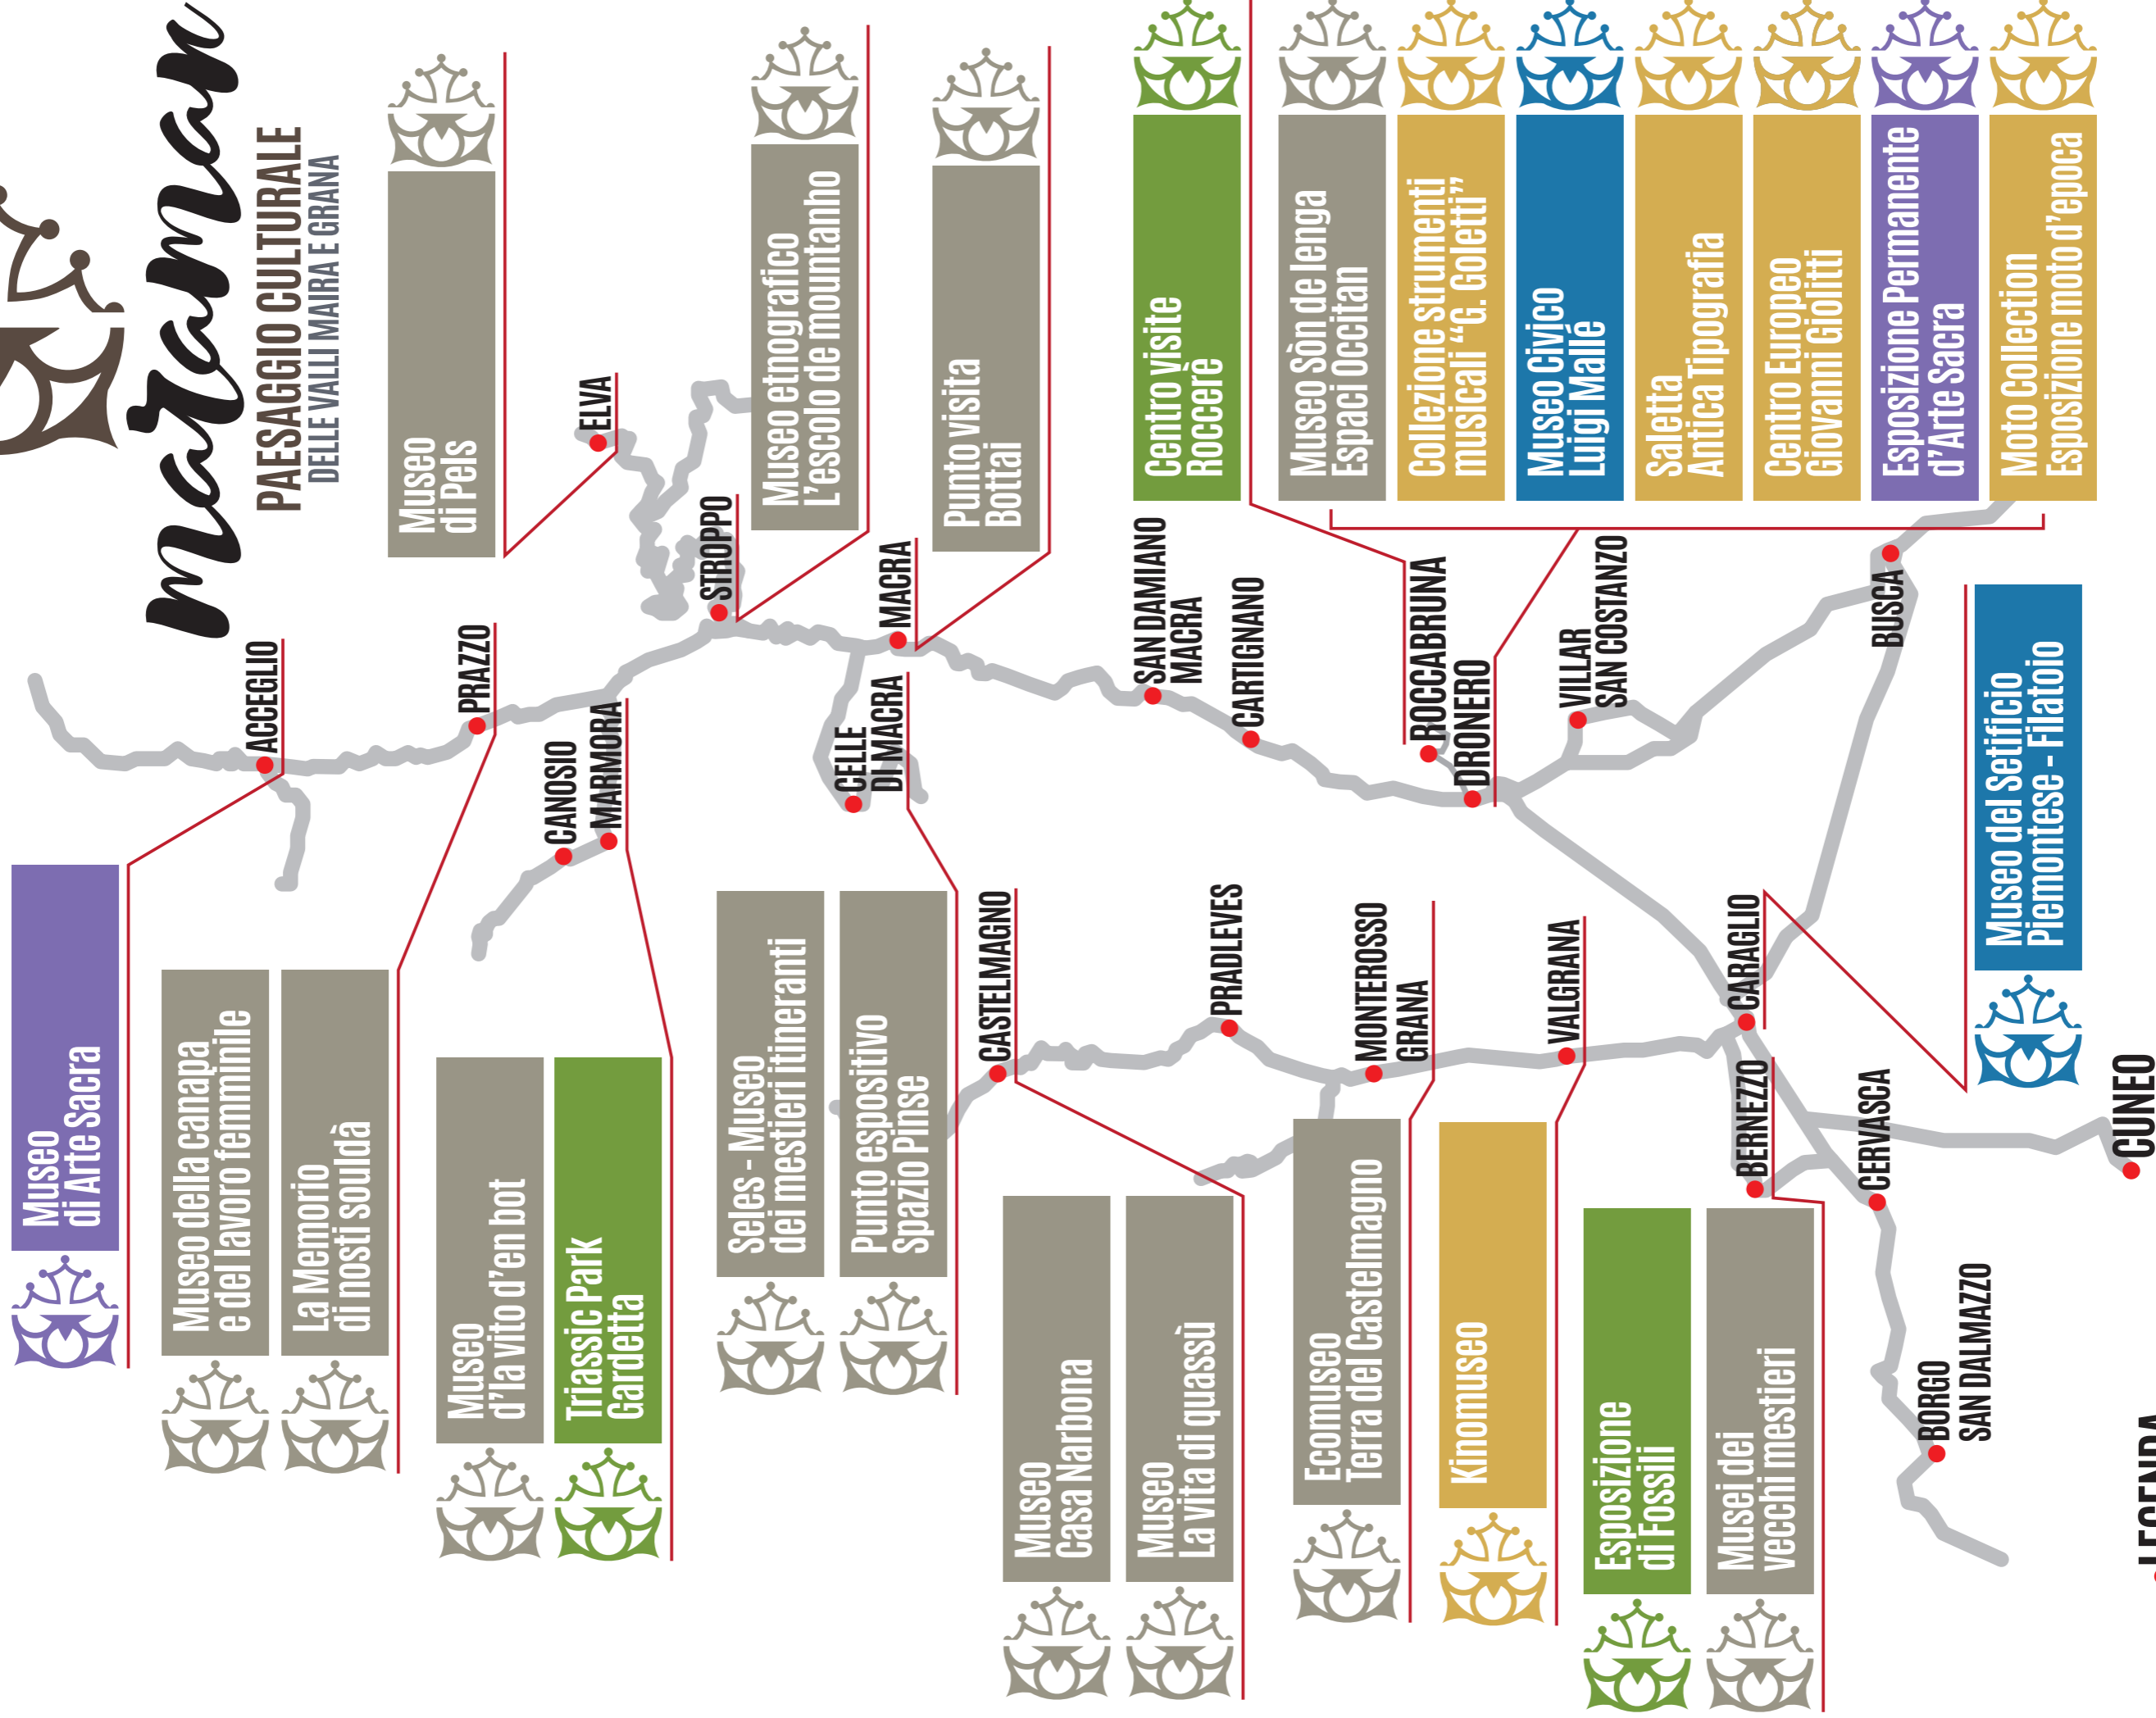 maraman
PAESAGGIO CULTURALE
DELLE VALLI MAIRA E GRANA
Museo
di Pels
Museo etnografico
L'escolo de mountanho
Punto visita
Bottai
Centro visite
Roccere
Museo Sòn de lenga
Espaci Occitan
Collezione strumenti
musicali “G. Goletti”
Museo Civico
Luigi Mallé
Saletta
Antica Tipografia
Centro Europeo
Giovanni Giolitti
Esposizione Permanente
d'Arte Sacra
Moto Collection
Esposizione moto d'epoca
ELVA
STROPPO
MACRA
SAN DAMIANO
MACRA
CARTIGNANO
ROCCABRUNA
DRONERO
VILLAR
SAN COSTANZO
BUSCA
ACCEGLIO
PRAZZO
CANOSIO
MARMORA
CELLE
DI MACRA
Museo del Setificio
Piemontese - Filatoio
CASTELMAGNO
PRADLEVES
MONTEROSSO
GRANA
VALGRANA
CARAGLIO
BERNEZZO
CERVASCA
CUNEO
BORGO
SAN DALMAZZO
Museo
di Arte Sacra
Museo della canapa
e del lavoro femminile
La Memorio
di nosti souldà
Museo
d'la vito d'en bot
Triassic Park
Gardetta
Seles - Museo
dei mestieri itineranti
Punto espositivo
Spazio Pinse
Museo
Casa Narbona
Museo
La vita di quassù
Ecomuseo
Terra del Castelmagno
Kinomuseo
Esposizione
di Fossili
Musei dei
vecchi mestieri
LEGENDA